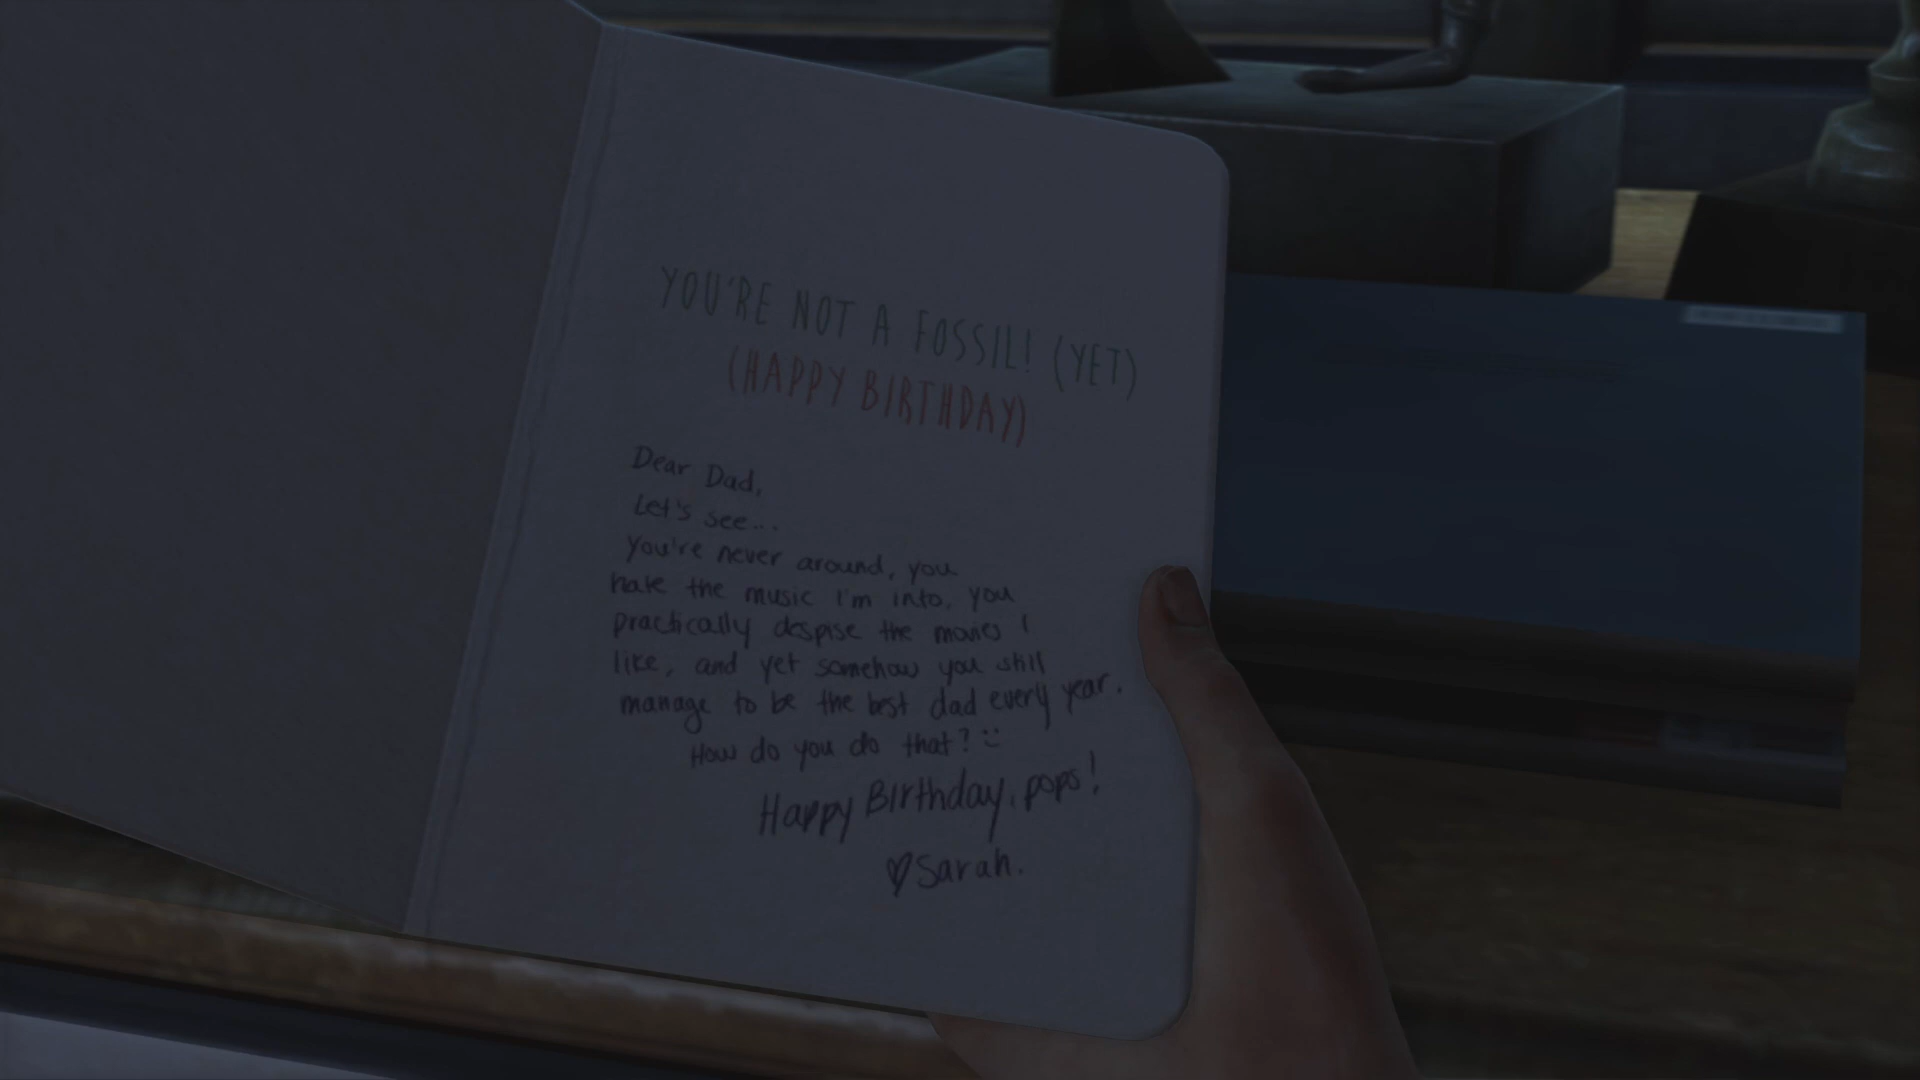 YOU'RE NOT A FOSSIL! (YET)
(HAPPY BIRTHDAY)
Dear Dad,
Let's see...
You're never around, you
hate the music I'm into, you
practically despise the movies I
like, and yet somehow you still
manage to be the best dad every year.
How do you do that? :)
Happy Birthday, pops!
♡Sarah.